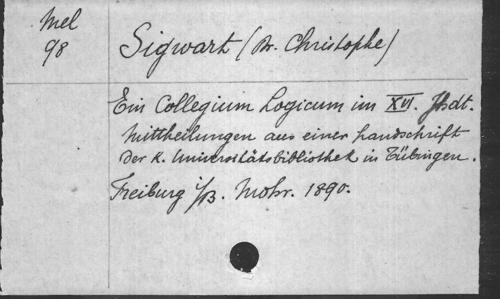 Mel
98
Sigwart (Dr. Christophe)
Ein Collegium Logicum im XVI. Jhdt.
Mittheilungen aus einer Handschrift
der K. Universitätsbibliothek in Tübingen.
Freiburg i/B. Mohr. 1890.